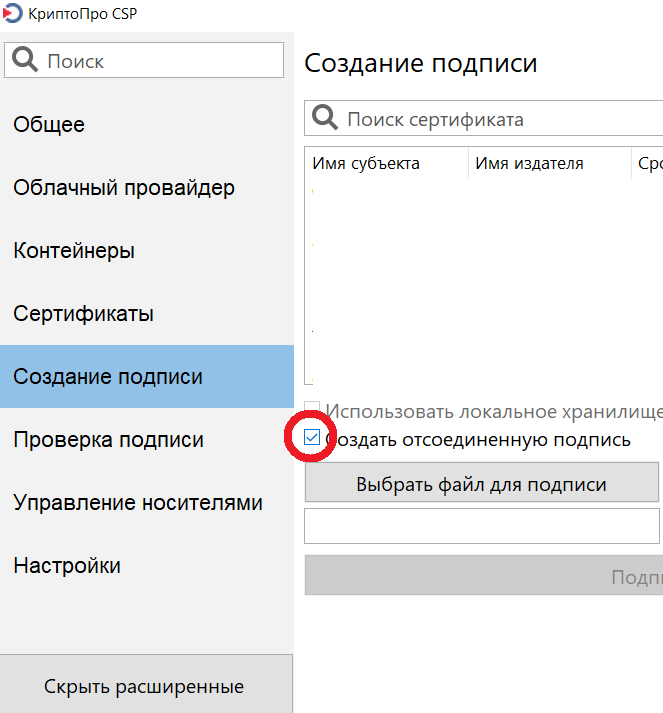 КриптоПро CSP
Поиск
Общее
Облачный провайдер
Контейнеры
Сертификаты
Создание подписи
Проверка подписи
Управление носителями
Настройки
Скрыть расширенные
Создание подписи
Поиск сертификата
Имя субъекта Имя издателя Сро
Использовать локальное хранилище
Создать отсоединенную подпись
Выбрать файл для подписи
Подпи